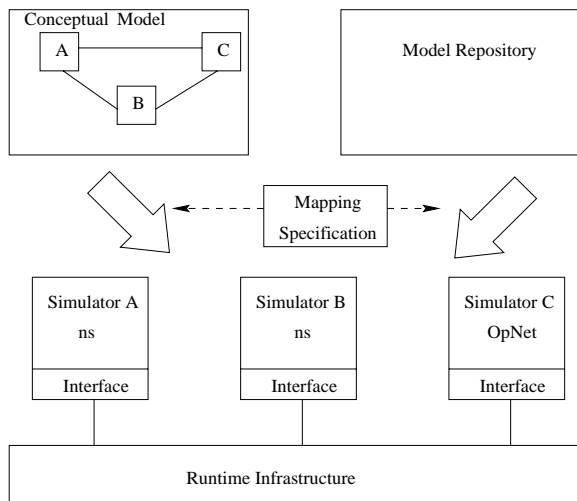 Conceptual Model
A
C
B
Model Repository
Mapping
Specification
Simulator A
ns
Interface
Simulator B
ns
Interface
Simulator C
OpNet
Interface
Runtime Infrastructure